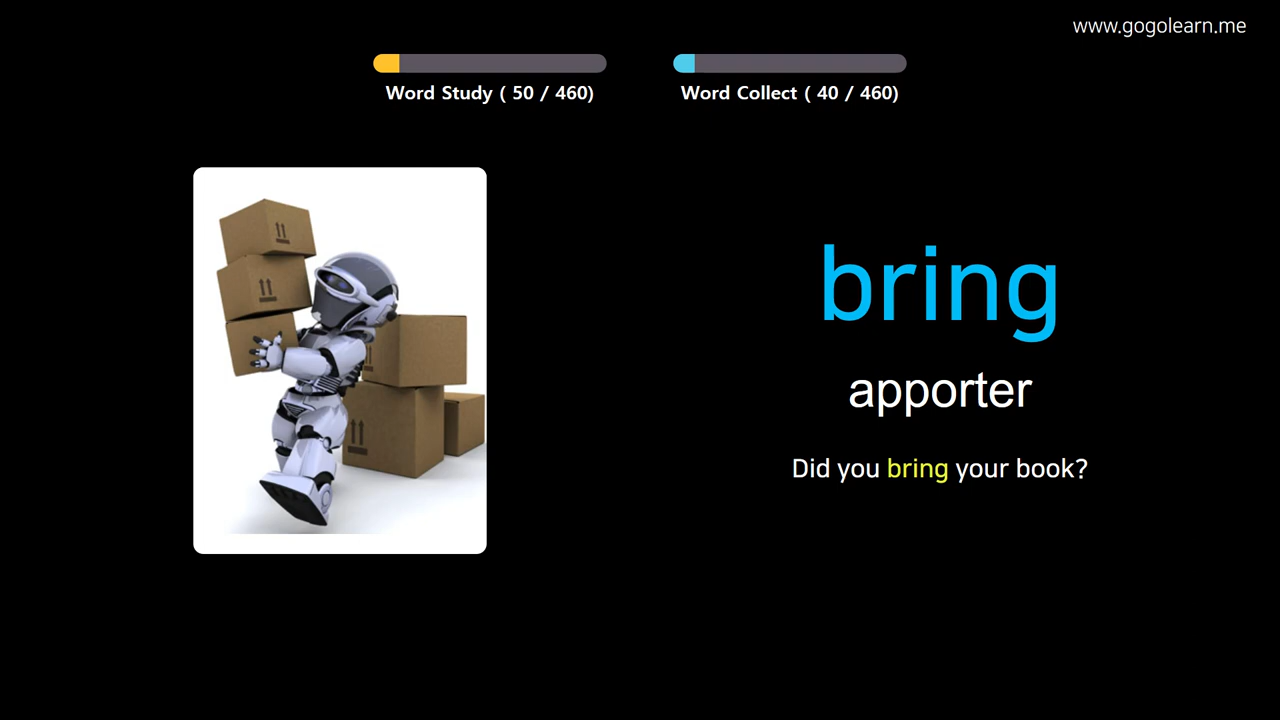 www.gogolearn.me
Word Study ( 50 / 460)
Word Collect ( 40 / 460)
bring
apporter
Did you bring your book?